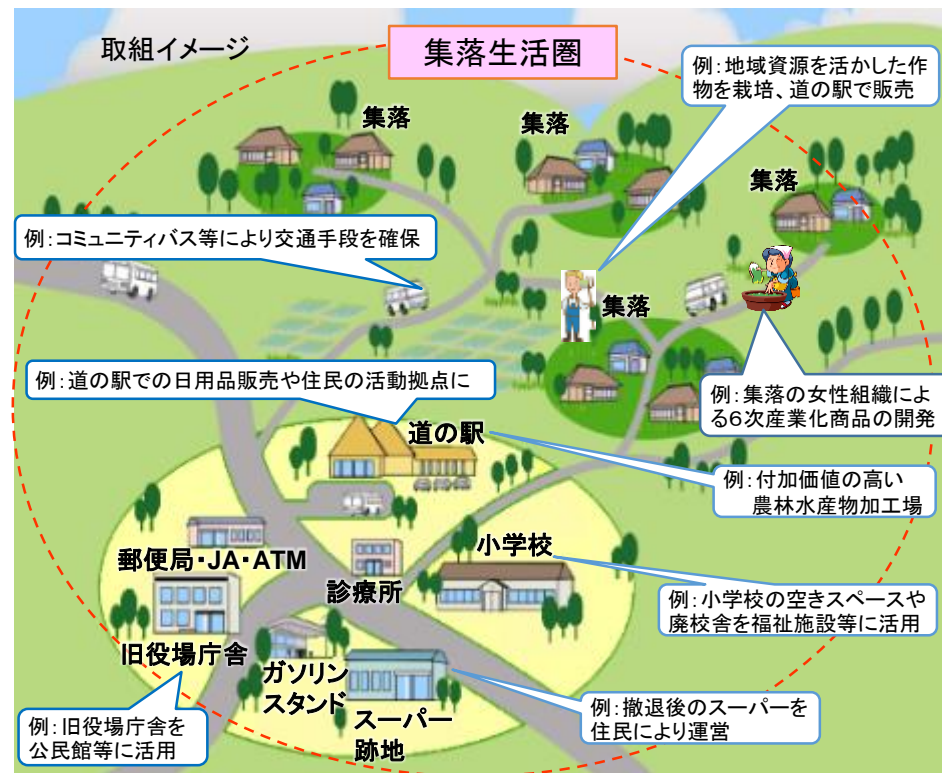 取組イメージ
集落生活圏
例：地域資源を活かした作
物を栽培、道の駅で販売
集落
集落
集落
例：コミュニティバス等により交通手段を確保
集落
例：道の駅での日用品販売や住民の活動拠点に
例：集落の女性組織によ
る６次産業化商品の開発
道の駅
例：付加価値の高い
農林水産物加工場
郵便局・JA・ATM
小学校
診療所
例：小学校の空きスペースや
廃校舎を福祉施設等に活用
旧役場庁舎
ガソリン
スタンド
スーパー
跡地
例：旧役場庁舎を
公民館等に活用
例：撤退後のスーパーを
住民により運営